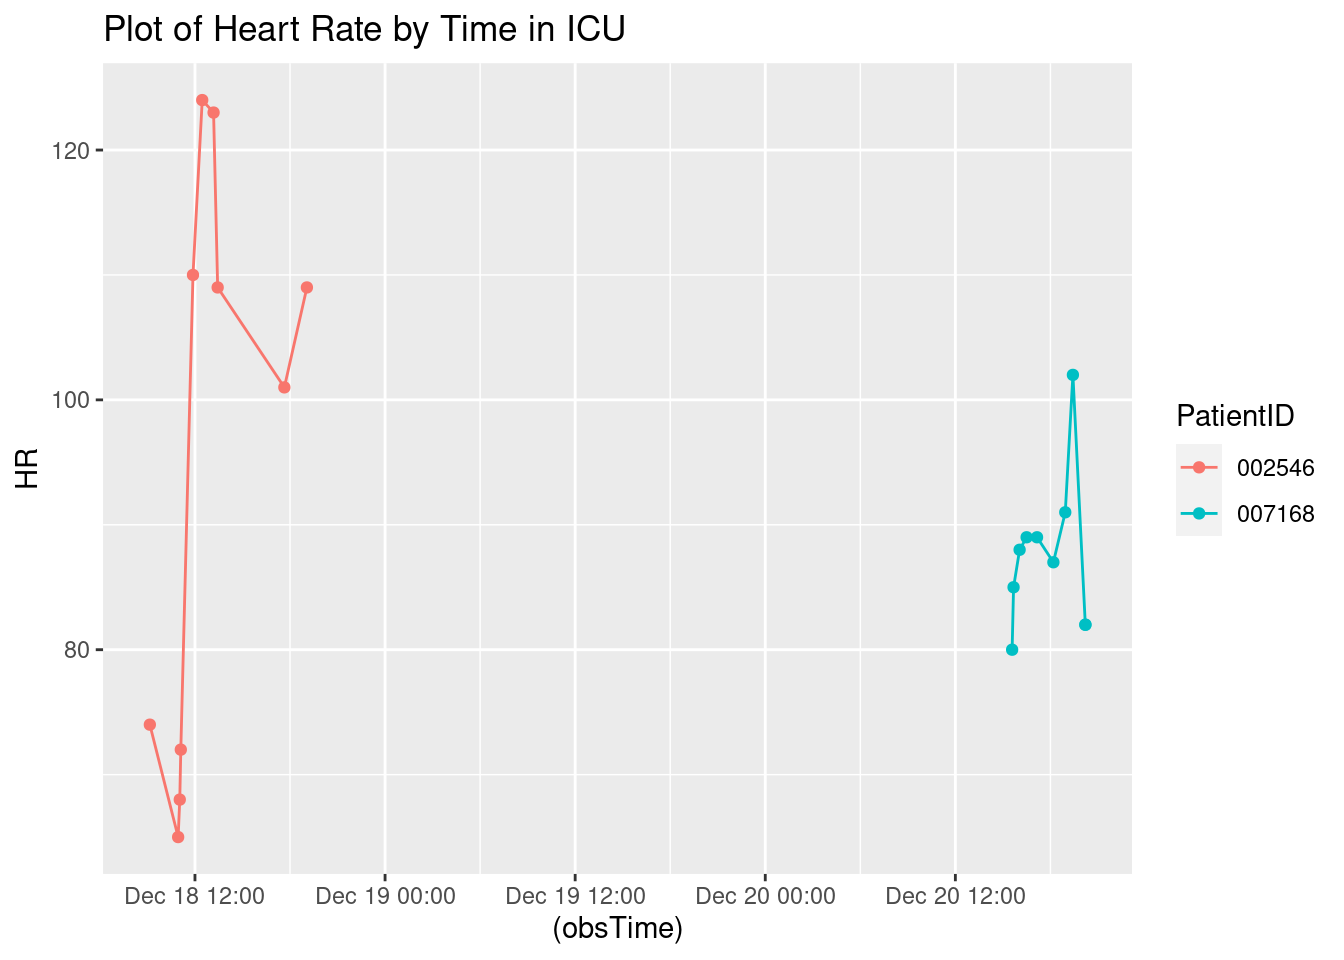 Plot of Heart Rate by Time in ICU
120
100
80
HR
Dec 18 12:00
Dec 19 00:00
Dec 19 12:00
Dec 20 00:00
Dec 20 12:00
(obsTime)
PatientID
002546
007168